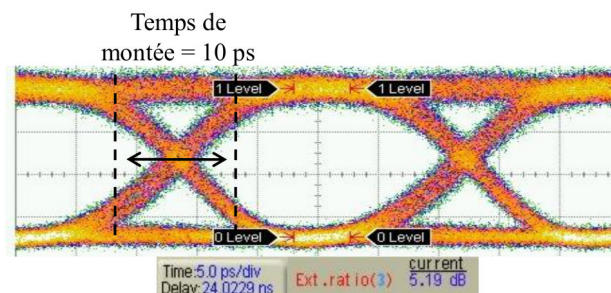 Temps de
montée = 10 ps
1 Level 1 Level
0 Level 0 Level
Time:5.0 ps/div
Delay:24.0229 ns
current
Ext.ratio(3) 5.19 dB